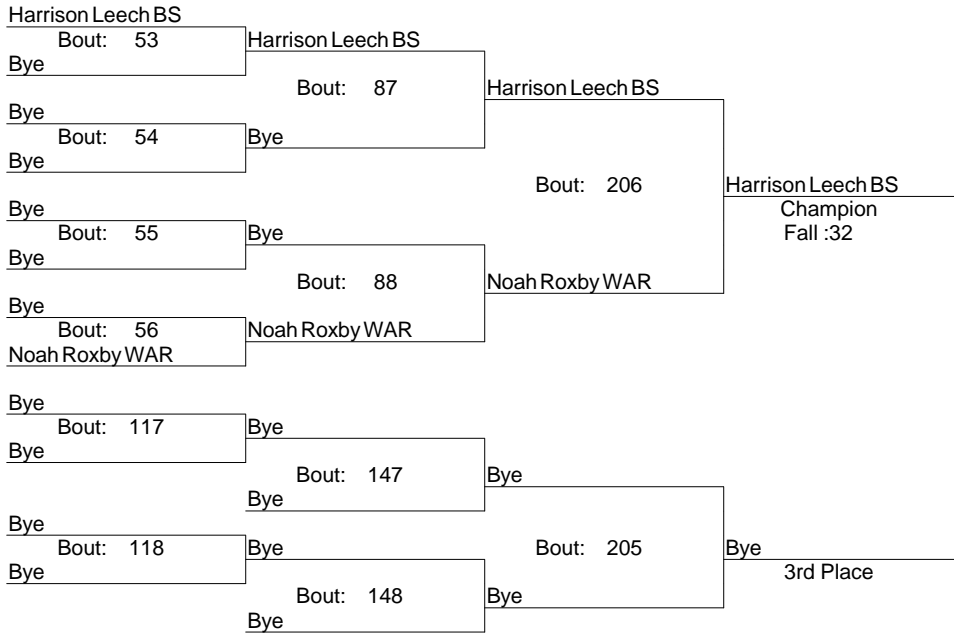 Harrison Leech BS
Bout: 53
Harrison Leech BS
Bye
Bout: 87
Harrison Leech BS
Bye
Bout: 54
Bye
Bye
Bout: 206
Harrison Leech BS
Champion
Fall :32
Bye
Bout: 55
Bye
Bye
Bout: 88
Noah Roxby WAR
Bye
Bout: 56
Noah Roxby WAR
Noah Roxby WAR
Bye
Bout: 117
Bye
Bye
Bout: 147
Bye
Bye
Bye
Bout: 118
Bye
Bout: 205
Bye
Bye
3rd Place
Bout: 148
Bye
Bye